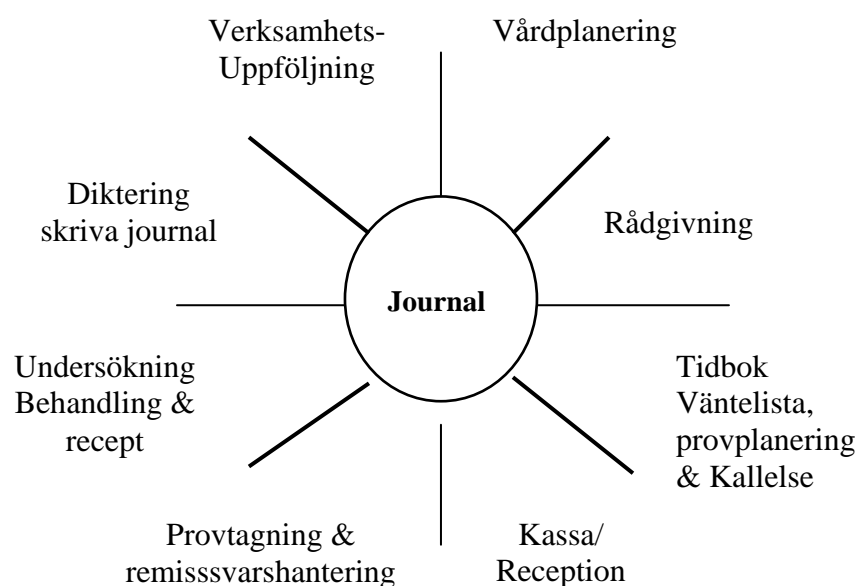 Verksamhets-
Uppföljning
Vårdplanering
Diktering
skriva journal
Rådgivning
Journal
Undersökning
Behandling &
recept
Tidbok
Väntelista,
provplanering
& Kallelse
Provtagning &
remisssvarshantering
Kassa/
Reception